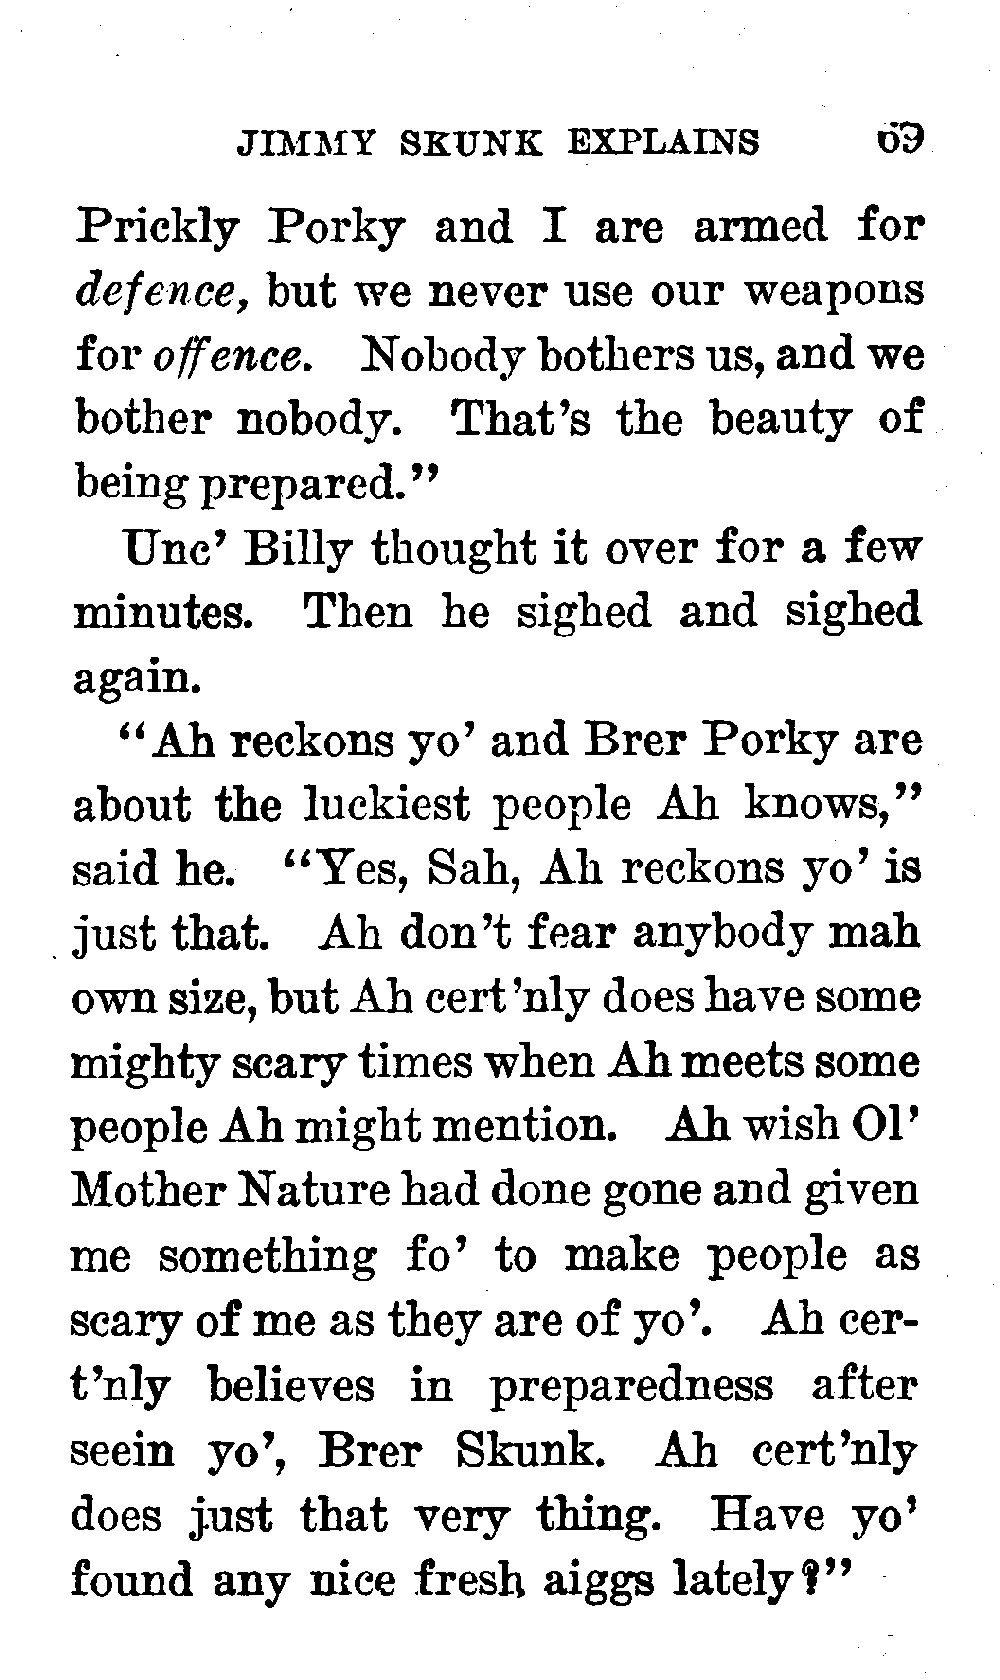 JIMMY SKUNK EXPLAINS 69
Prickly Porky and I are armed for
defence, but we never use our weapons
for offence. Nobody bothers us, and we
bother nobody. That's the beauty of
being prepared."
Unc' Billy thought it over for a few
minutes. Then he sighed and sighed
again.
"Ah reckons yo' and Brer Porky are
about the luckiest people Ah knows,"
said he. "Yes, Sah, Ah reckons yo' is
just that. Ah don't fear anybody mah
own size, but Ah cert'nly does have some
mighty scary times when Ah meets some
people Ah might mention. Ah wish Ol'
Mother Nature had done gone and given
me something fo' to make people as
scary of me as they are of yo'. Ah cer-
t'nly believes in preparedness after
seein yo', Brer Skunk. Ah cert'nly
does just that very thing. Have yo'
found any nice fresh aiggs lately?"